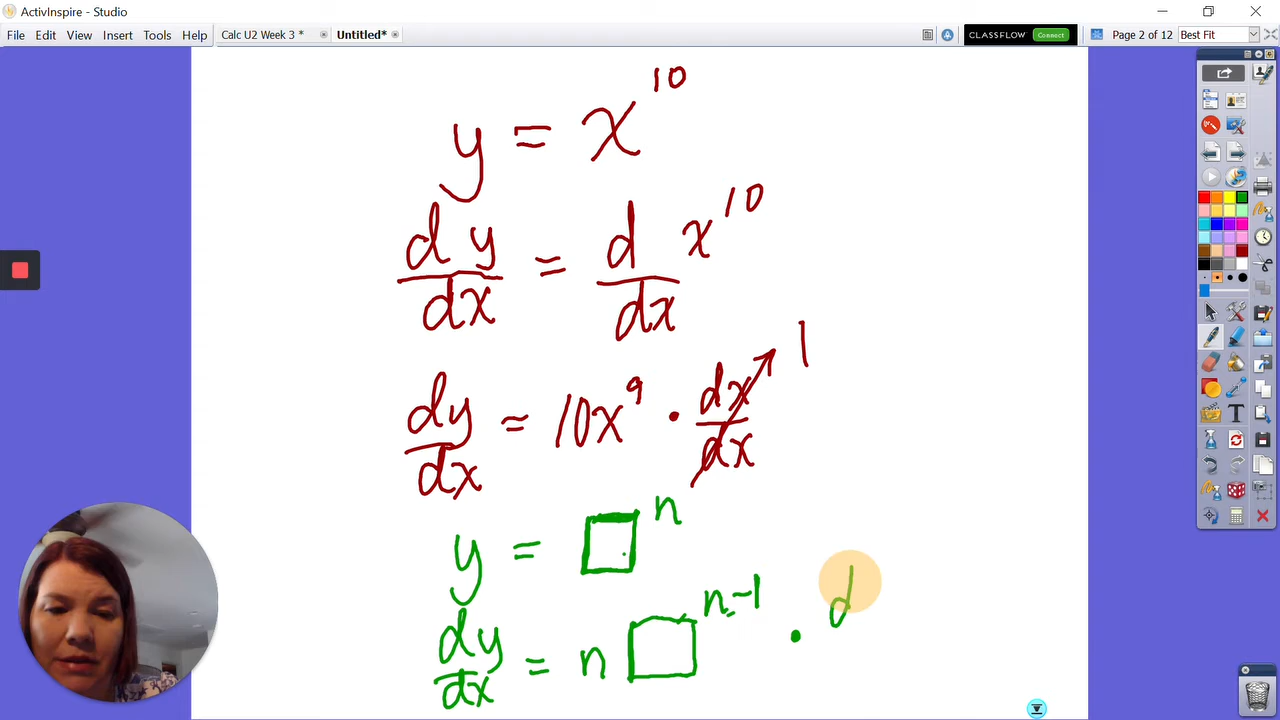 ActivInspire - Studio
File Edit View Insert Tools Help Calc U2 Week 3 * Untitled* CLASSFLOW Connect Page 2 of 12 Best Fit
y = x^10
dy/dx = d/dx x^10
dy/dx = 10x^9 · dx/dx 1
y = □^n
dy/dx = n □^n-1 · d